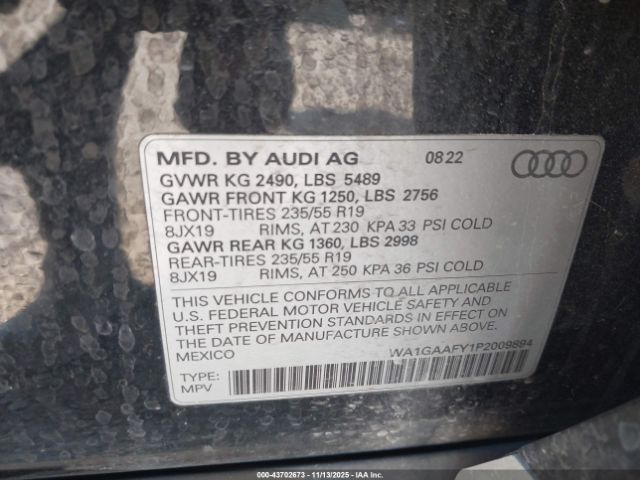 MFD. BY AUDI AG 08.22
GVWR KG 2490, LBS 5489
GAWR FRONT KG 1250, LBS 2756
FRONT-TIRES 235/55 R19
8JX19 RIMS, AT 230 KPA 33 PSI COLD
GAWR REAR KG 1360, LBS 2998
REAR-TIRES 235/55 R19
8JX19 RIMS, AT 250 KPA 36 PSI COLD
THIS VEHICLE CONFORMS TO ALL APPLICABLE
U.S. FEDERAL MOTOR VEHICLE SAFETY AND
THEFT PREVENTION STANDARDS IN EFFECT ON
THE DATE OF MANUFACTURE SHOWN ABOVE.
MEXICO
WA1GAAFY1P2009894
TYPE:
MPV
000-43702673 - 11/13/2025 - IAA Inc.